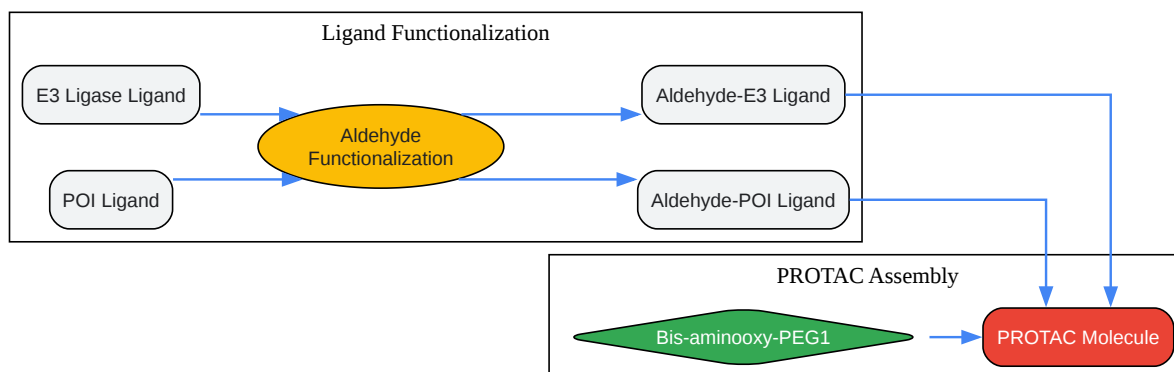 Ligand Functionalization
E3 Ligase Ligand
Aldehyde-E3 Ligand
Aldehyde
Functionalization
POI Ligand
Aldehyde-POI Ligand
PROTAC Assembly
Bis-aminooxy-PEG1
PROTAC Molecule